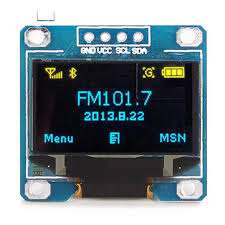 GND VCC SCL SDA
G
FM101.7
2013.8.22
Menu MSN